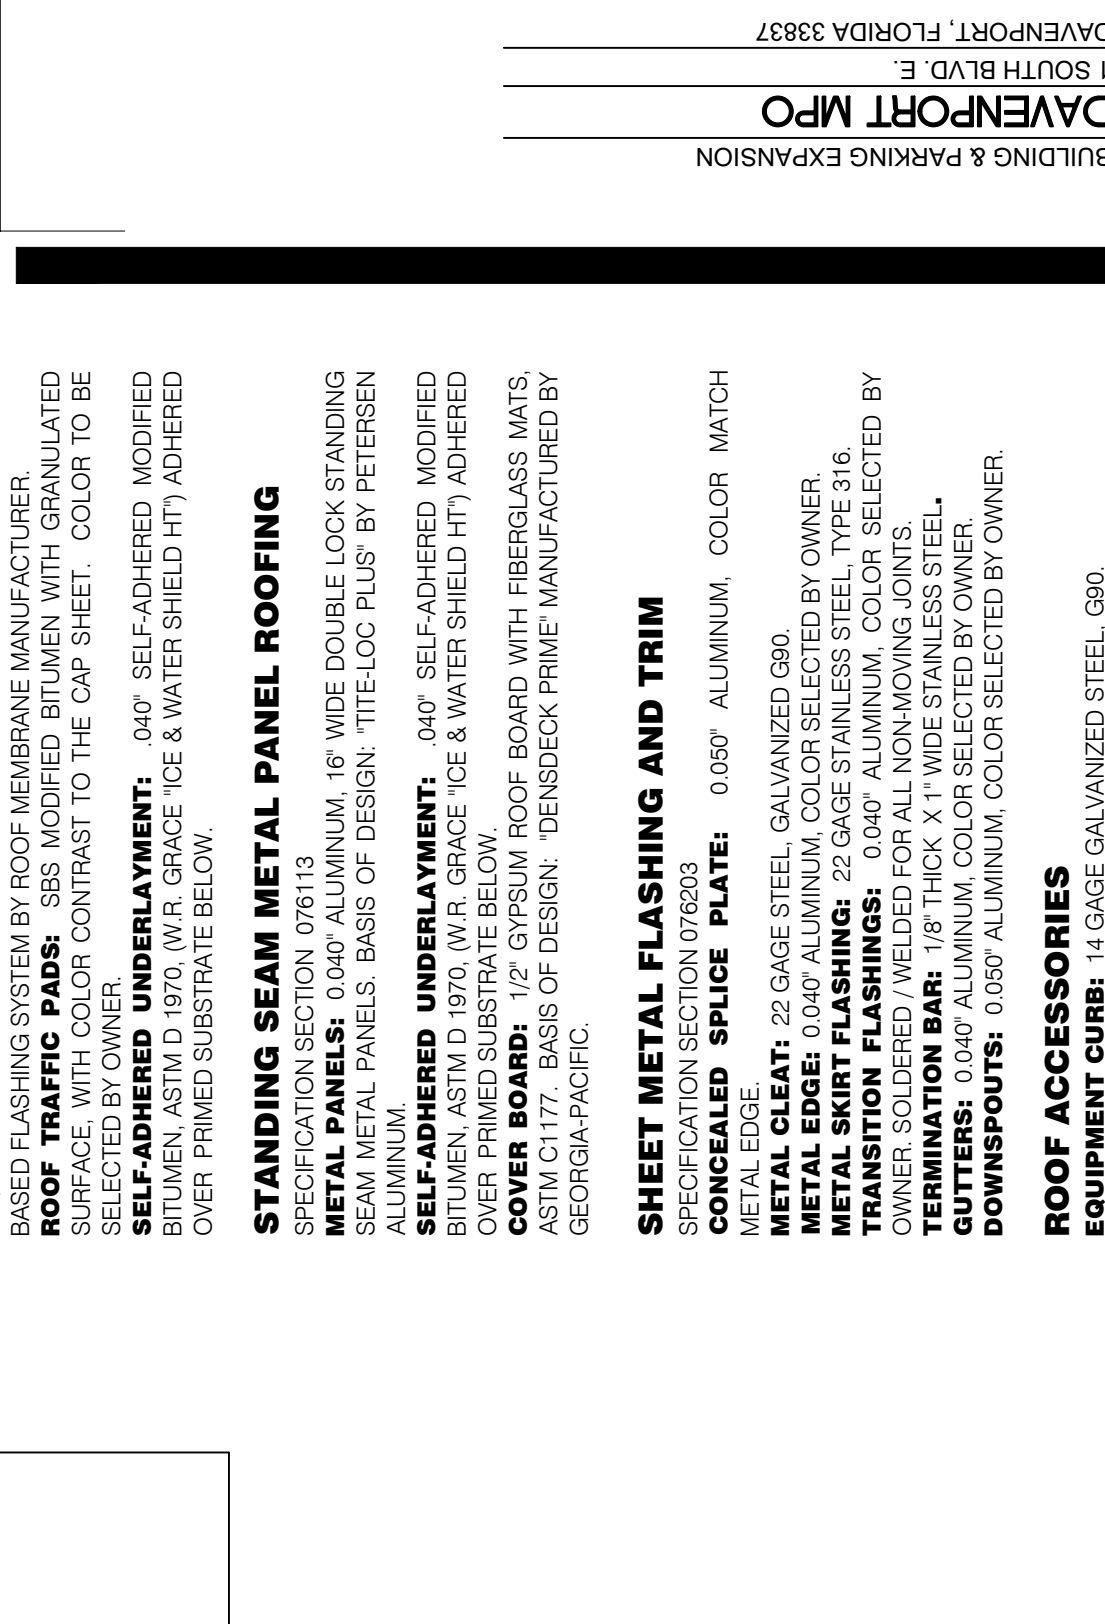 BASED FLASHING SYSTEM BY ROOF MEMBRANE MANUFACTURER.
ROOF TRAFFIC PADS: SBS MODIFIED BITUMEN WITH GRANULATED
SURFACE, WITH COLOR CONTRAST TO THE CAP SHEET. COLOR TO BE
SELECTED BY OWNER.
SELF-ADHERED UNDERLAYMENT: .040" SELF-ADHERED MODIFIED
BITUMEN, ASTM D 1970, (W.R. GRACE "ICE & WATER SHIELD HT") ADHERED
OVER PRIMED SUBSTRATE BELOW.
STANDING SEAM METAL PANEL ROOFING
SPECIFICATION SECTION 076113
METAL PANELS: 0.040" ALUMINUM, 16" WIDE DOUBLE LOCK STANDING
SEAM METAL PANELS. BASIS OF DESIGN: "TITE-LOC PLUS" BY PETERSEN
ALUMINUM.
SELF-ADHERED UNDERLAYMENT: .040" SELF-ADHERED MODIFIED
BITUMEN, ASTM D 1970, (W.R. GRACE "ICE & WATER SHIELD HT") ADHERED
OVER PRIMED SUBSTRATE BELOW.
COVER BOARD: 1/2" GYPSUM ROOF BOARD WITH FIBERGLASS MATS,
ASTM C1177. BASIS OF DESIGN: "DENSDECK PRIME" MANUFACTURED BY
GEORGIA-PACIFIC.
SHEET METAL FLASHING AND TRIM
SPECIFICATION SECTION 076203
CONCEALED SPLICE PLATE: 0.050" ALUMINUM, COLOR MATCH
METAL EDGE.
METAL CLEAT: 22 GAGE STEEL, GALVANIZED G90.
METAL EDGE: 0.040" ALUMINUM, COLOR SELECTED BY OWNER.
METAL SKIRT FLASHING: 22 GAGE STAINLESS STEEL, TYPE 316.
TRANSITION FLASHINGS: 0.040" ALUMINUM, COLOR SELECTED BY
OWNER. SOLDERED / WELDED FOR ALL NON-MOVING JOINTS.
TERMINATION BAR: 1/8" THICK X 1" WIDE STAINLESS STEEL.
GUTTERS: 0.040" ALUMINUM, COLOR SELECTED BY OWNER.
DOWNSPOUTS: 0.050" ALUMINUM, COLOR SELECTED BY OWNER.
ROOF ACCESSORIES
EQUIPMENT CURB: 14 GAGE GALVANIZED STEEL, G90.
BUILDING & PARKING EXPANSION
DAVENPORT MPO
1 SOUTH BLVD. E.
DAVENPORT, FLORIDA 33837